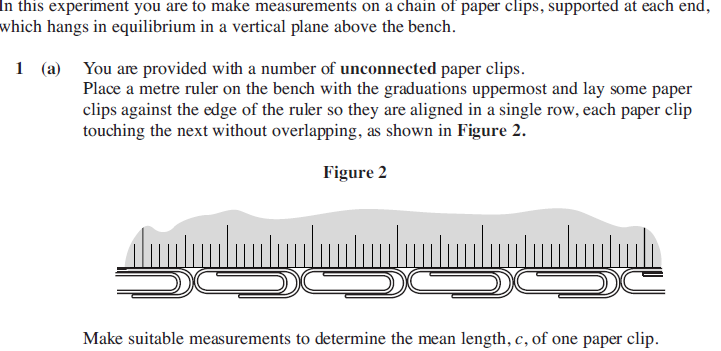 In this experiment you are to make measurements on a chain of paper clips, supported at each end,
which hangs in equilibrium in a vertical plane above the bench.
1 (a) You are provided with a number of unconnected paper clips.
Place a metre ruler on the bench with the graduations uppermost and lay some paper
clips against the edge of the ruler so they are aligned in a single row, each paper clip
touching the next without overlapping, as shown in Figure 2.
Figure 2
Make suitable measurements to determine the mean length, c, of one paper clip.